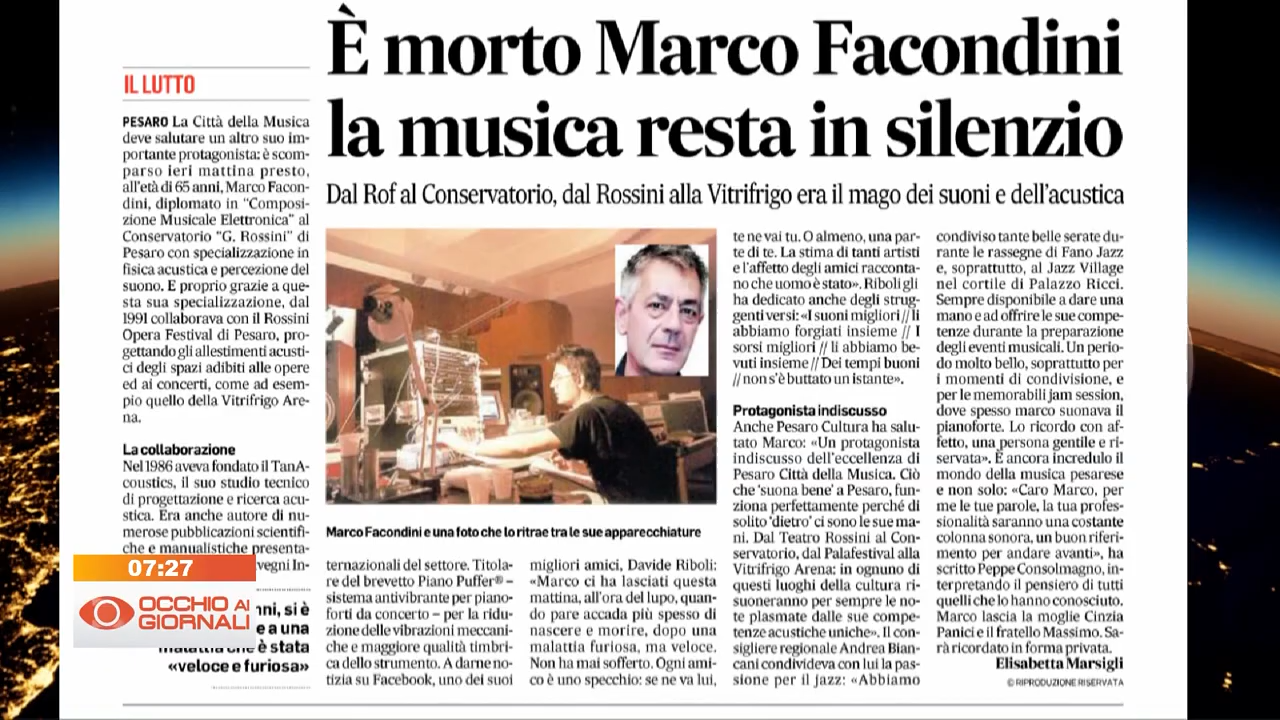 È morto Marco Facondini
la musica resta in silenzio
Dal Rof al Conservatorio, dal Rossini alla Vitrifrigo era il mago dei suoni e dell'acustica
IL LUTTO
PESARO La Città della Musica
deve salutare un altro suo im-
portante protagonista: è scom-
parso ieri mattina presto,
all'età di 65 anni, Marco Facon-
dini, diplomato in "Composi-
zione Musicale Elettronica" al
Conservatorio "G. Rossini" di
Pesaro con specializzazione in
fisica acustica e percezione del
suono. E proprio grazie a que-
sta sua specializzazione, dal
1991 collaborava con il Rossini
Opera Festival di Pesaro, pro-
gettando gli allestimenti acusti-
ci degli spazi adibiti alle opere
ed ai concerti, come ad esem-
pio quello della Vitrifrigo Are-
na.
La collaborazione
Nel 1986 aveva fondato il TanA-
coustics, il suo studio tecnico
di progettazione e ricerca acu-
stica. Era anche autore di nu-
merose pubblicazioni scientifi-
che e manualistiche presenta-
vegni In-
07:27
OCCHIO AI
GIORNALI
nni, si è
e a una
malattia che è stata
«veloce e furiosa»
Marco Facondini e una foto che lo ritrae tra le sue apparecchiature
ternazionali del settore. Titola-
re del brevetto Piano Puffer® –
sistema antivibrante per piano-
forti da concerto – per la ridu-
zione delle vibrazioni meccani-
che e maggiore qualità timbri-
ca dello strumento. A darne no-
tizia su Facebook, uno dei suoi
migliori amici, Davide Riboli:
«Marco ci ha lasciati questa
mattina, all'ora del lupo, quan-
do pare accada più spesso di
nascere e morire, dopo una
malattia furiosa, ma veloce.
Non ha mai sofferto. Ogni ami-
co è uno specchio: se ne va lui,
te ne vai tu. O almeno, una par-
te di te. La stima di tanti artisti
e l'affetto degli amici racconta-
no che uomo è stato». Riboli gli
ha dedicato anche degli strug-
genti versi: «I suoni migliori // li
abbiamo forgiati insieme // I
sorsi migliori // li abbiamo be-
vuti insieme // Dei tempi buoni
// non s'è buttato un istante».
Protagonista indiscusso
Anche Pesaro Cultura ha salu-
tato Marco: «Un protagonista
indiscusso dell'eccellenza di
Pesaro Città della Musica. Ciò
che 'suona bene' a Pesaro, fun-
ziona perfettamente perché di
solito 'dietro' ci sono le sue ma-
ni. Dal Teatro Rossini al Con-
servatorio, dal Palafestival alla
Vitrifrigo Arena: in ognuno di
questi luoghi della cultura ri-
suoneranno per sempre le no-
te plasmate dalle sue compe-
tenze acustiche uniche». Il con-
sigliere regionale Andrea Bian-
cani condivideva con lui la pas-
sione per il jazz: «Abbiamo
condiviso tante belle serate du-
rante le rassegne di Fano Jazz
e, soprattutto, al Jazz Village
nel cortile di Palazzo Ricci.
Sempre disponibile a dare una
mano e ad offrire le sue compe-
tenze durante la preparazione
degli eventi musicali. Un perio-
do molto bello, soprattutto per
i momenti di condivisione, e
per le memorabili jam session,
dove spesso marco suonava il
pianoforte. Lo ricordo con af-
fetto, una persona gentile e ri-
servata». È ancora incredulo il
mondo della musica pesarese
e non solo: «Caro Marco, per
me le tue parole, la tua profes-
sionalità saranno una costante
colonna sonora, un buon riferi-
mento per andare avanti», ha
scritto Peppe Consolmagno, in-
terpretando il pensiero di tutti
quelli che lo hanno conosciuto.
Marco lascia la moglie Cinzia
Panici e il fratello Massimo. Sa-
rà ricordato in forma privata.
Elisabetta Marsigli
© RIPRODUZIONE RISERVATA